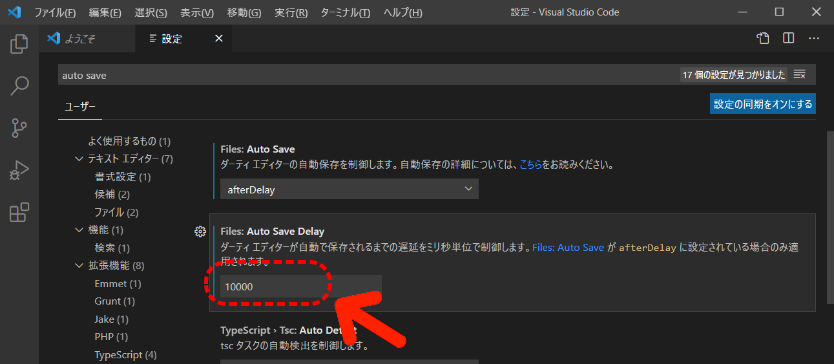 ファイル(F) 編集(E) 選択(S) 表示(V) 移動(G) 実行(R) ターミナル(T) ヘルプ(H) 設定 - Visual Studio Code
ようこそ 設定
auto save 17 個の設定が見つかりました
ユーザー 設定の同期をオンにする
よく使用するもの (1)
テキスト エディター (7)
書式設定 (1)
候補 (2)
ファイル (2)
機能 (1)
検索 (1)
拡張機能 (8)
Emmet (1)
Grunt (1)
Jake (1)
PHP (1)
TypeScript (4)
Files: Auto Save
ダーティ エディターの自動保存を制御します。自動保存の詳細については、こちらをお読みください。
afterDelay
Files: Auto Save Delay
ダーティ エディターが自動で保存されるまでの遅延をミリ秒単位で制御します。Files: Auto Save が afterDelay に設定されている場合のみ適
用されます。
10000
TypeScript › Tsc: Auto Detect
tsc タスクの自動検出を制御します。